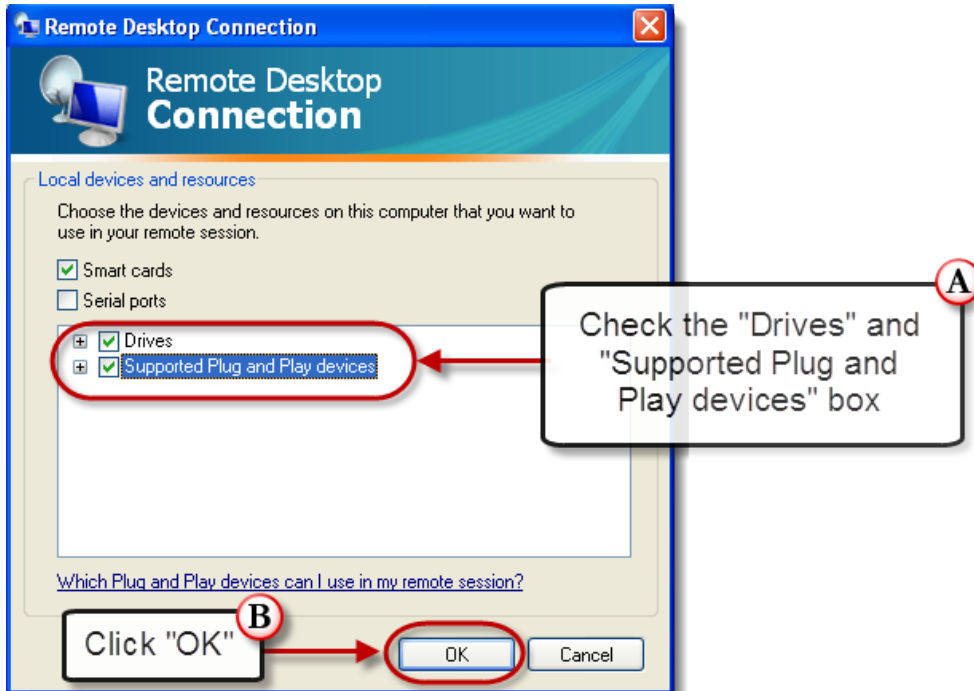 Remote Desktop Connection
Remote Desktop
Connection
Local devices and resources
Choose the devices and resources on this computer that you want to
use in your remote session.
Smart cards
Serial ports
Drives
Supported Plug and Play devices
A
Check the "Drives" and
"Supported Plug and
Play devices" box
Which Plug and Play devices can I use in my remote session?
B
Click "OK"
OK
Cancel